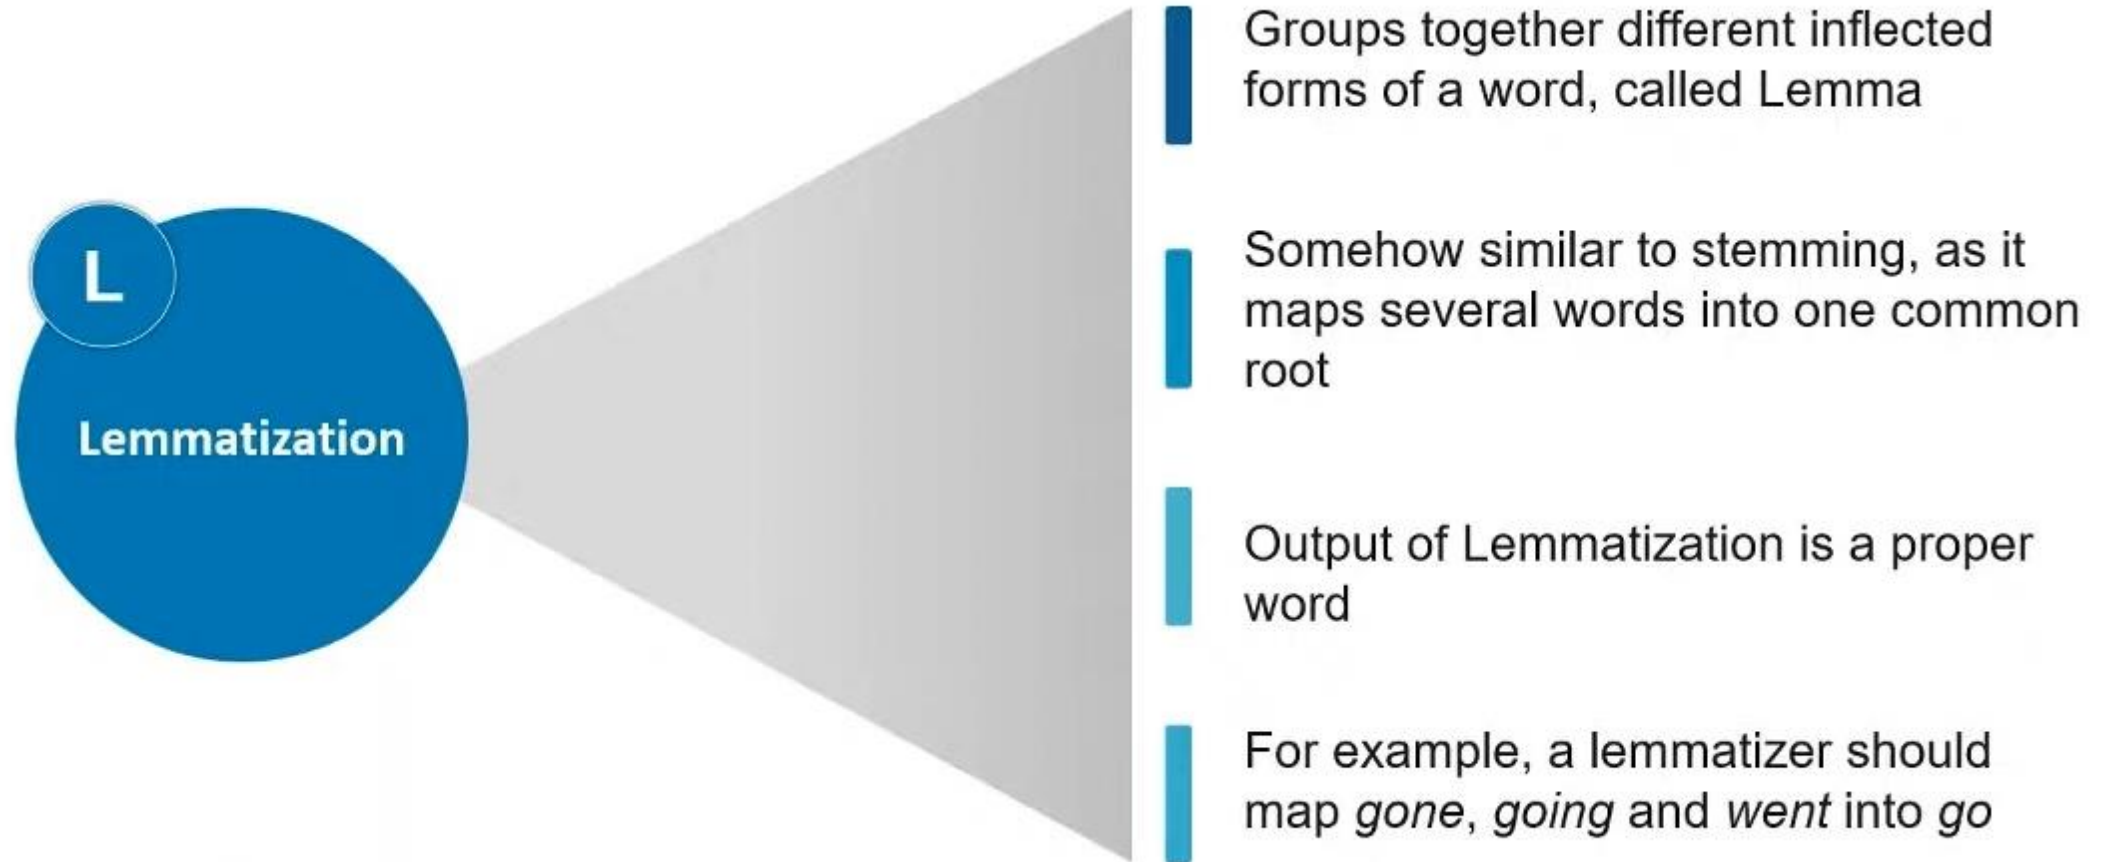 L
Lemmatization
Groups together different inflected
forms of a word, called Lemma
Somehow similar to stemming, as it
maps several words into one common
root
Output of Lemmatization is a proper
word
For example, a lemmatizer should
map gone, going and went into go